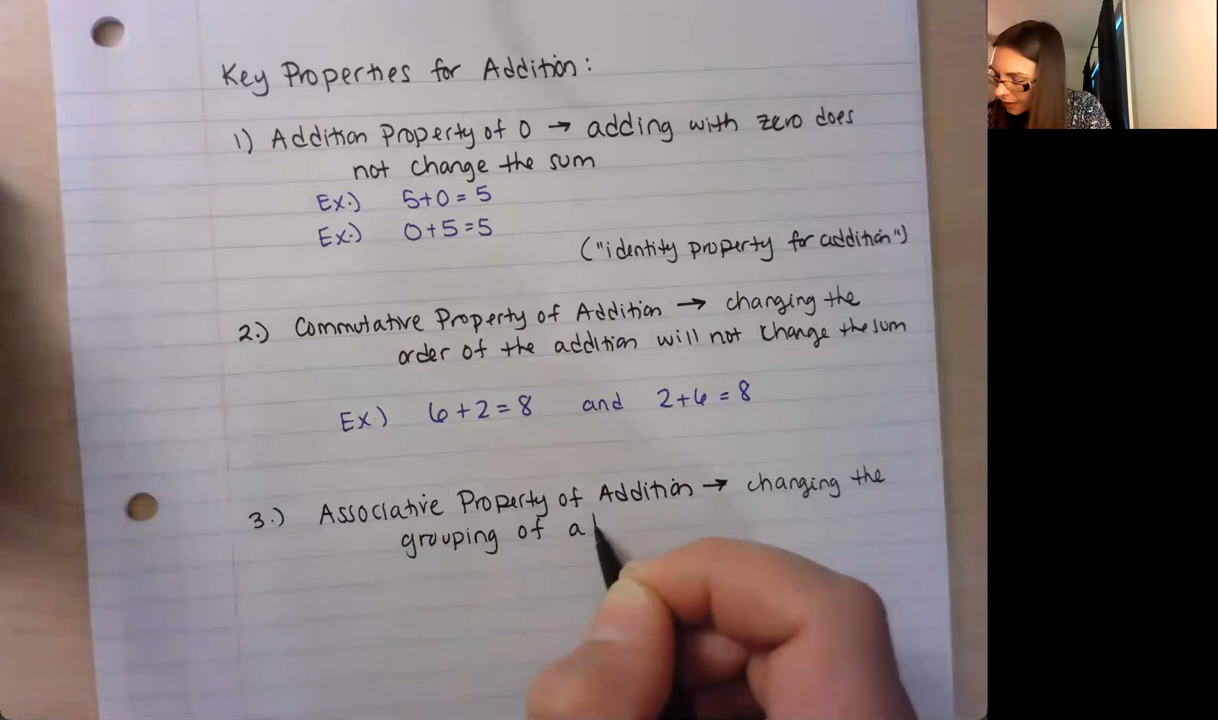 Key Properties for Addition:
1) Addition Property of 0 → adding with zero does
not change the sum
Ex.) 5+0=5
Ex.) 0+5=5
("identity property for addition")
2.) Commutative Property of Addition → changing the
order of the addition will not change the sum
Ex.) 6+2=8 and 2+6=8
3.) Associative Property of Addition → changing the
grouping of a